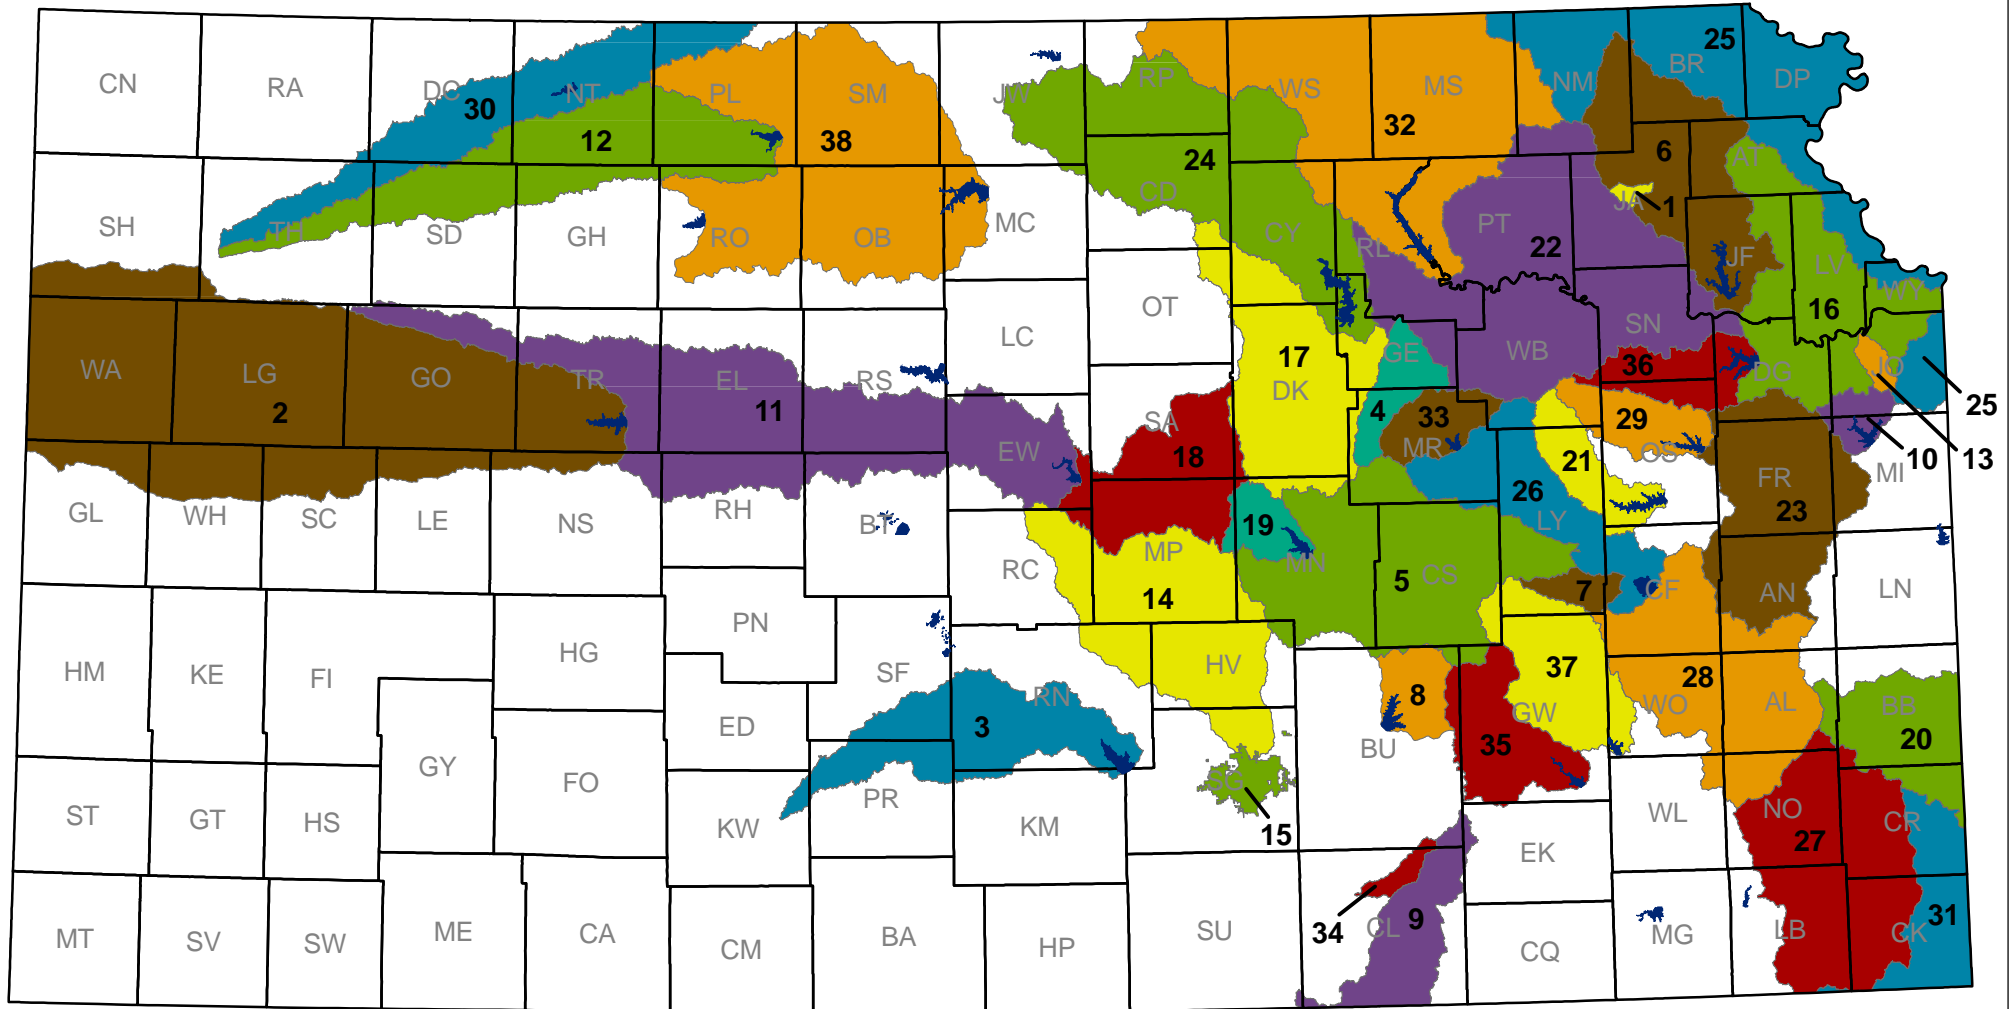 CN
RA
DC
30
NT
12
PL
SM
38
JW
RP
WS
MS
32
NM
BR
25
DP
24
6
AT
SH
TH
SD
GH
RO
OB
MC
CD
CY
RL
PT
22
JA
1
JF
LV
16
WY
WA
LG
2
GO
TR
EL
11
RS
LC
OT
17
DK
GE
4
WB
SN
36
DG
JO
25
EW
SA
18
33
MR
29
OS
21
26
LY
FR
23
MI
10
13
GL
WH
SC
LE
NS
RH
BT
RC
MP
14
19
MN
5
CS
7
CF
AN
LN
HM
KE
FI
HG
PN
SF
RN
3
HV
8
BU
GW
37
35
28
WO
AL
BB
20
ST
GT
HS
GY
FO
ED
KW
PR
KM
SG
15
EK
WL
NO
27
CR
MT
SV
SW
ME
CA
CM
BA
HP
SU
34
CL
9
CQ
MG
LB
CK
31